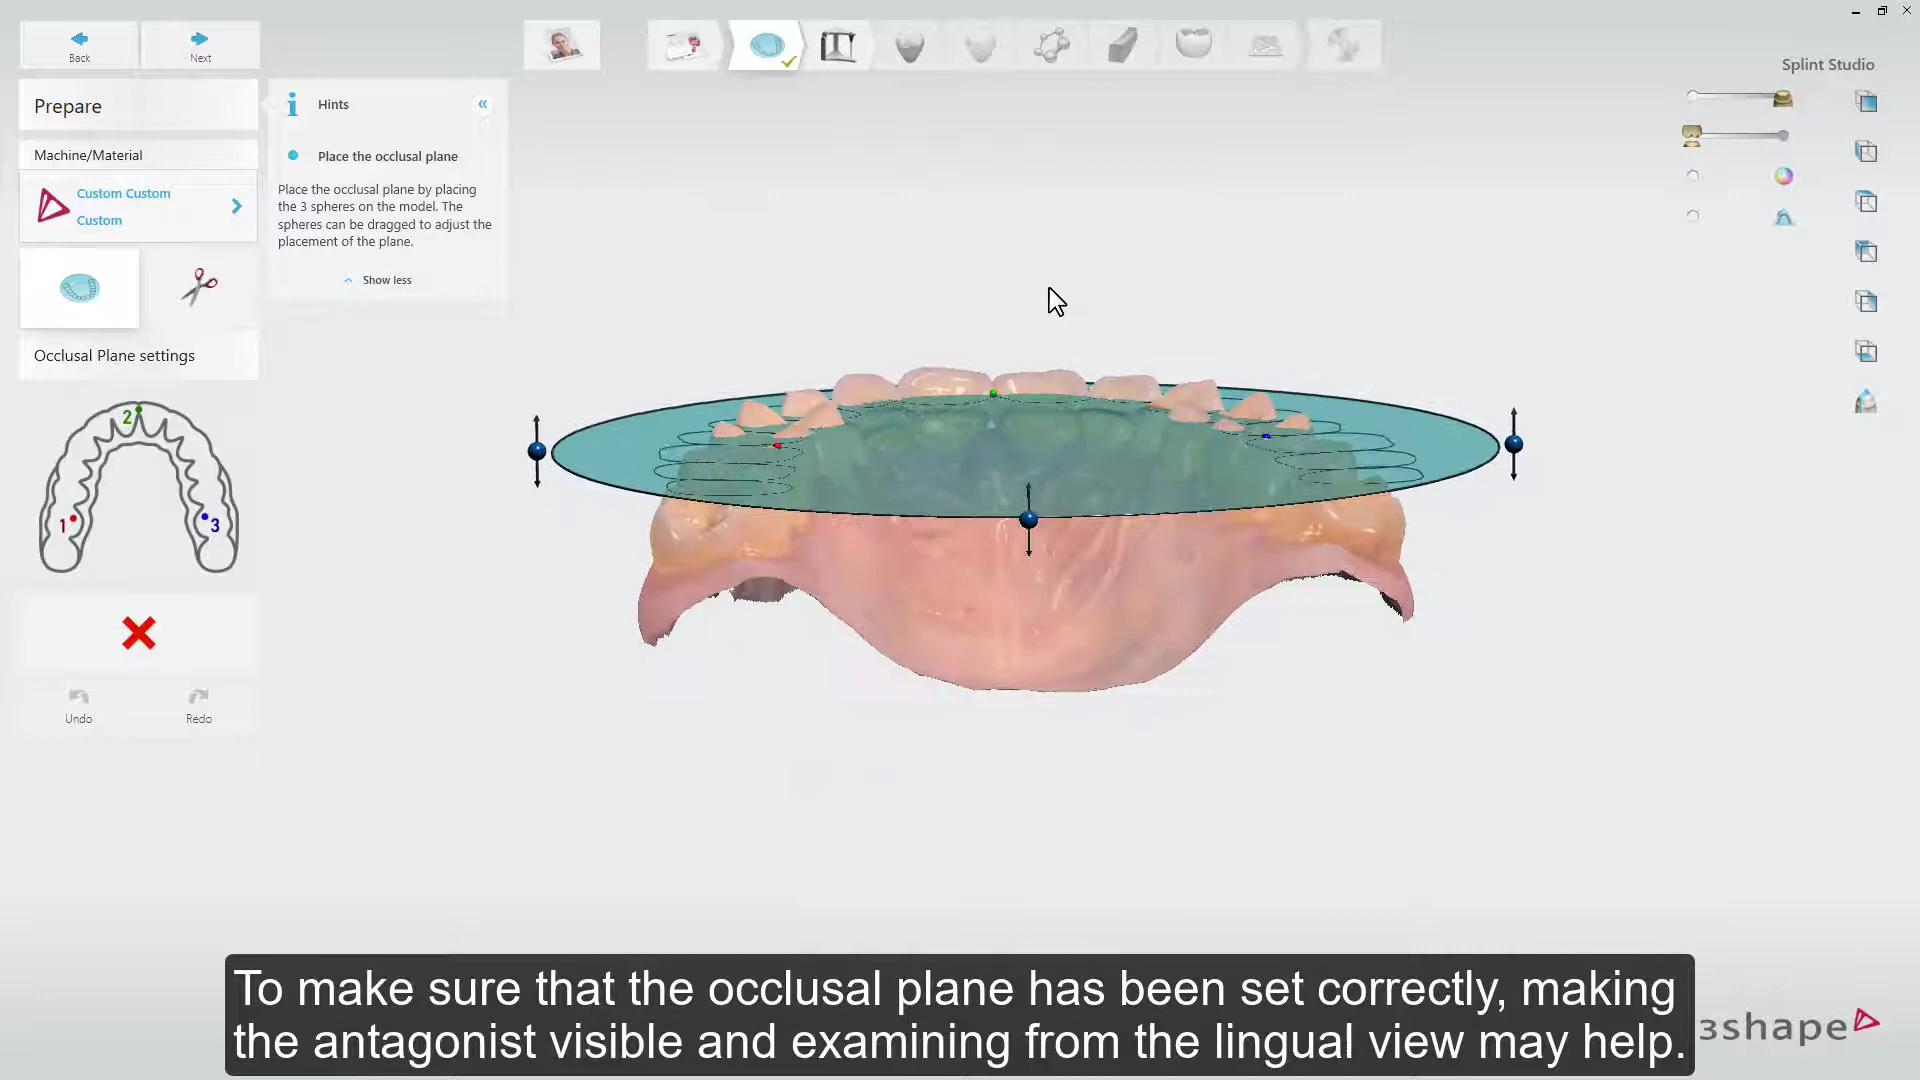 Back
Next
Splint Studio
Prepare
Hints
Machine/Material
Place the occlusal plane
Custom Custom
Custom
Place the occlusal plane by placing
the 3 spheres on the model. The
spheres can be dragged to adjust the
placement of the plane.
Show less
Occlusal Plane settings
2
1
3
Undo
Redo
To make sure that the occlusal plane has been set correctly, making
the antagonist visible and examining from the lingual view may help.
3shape